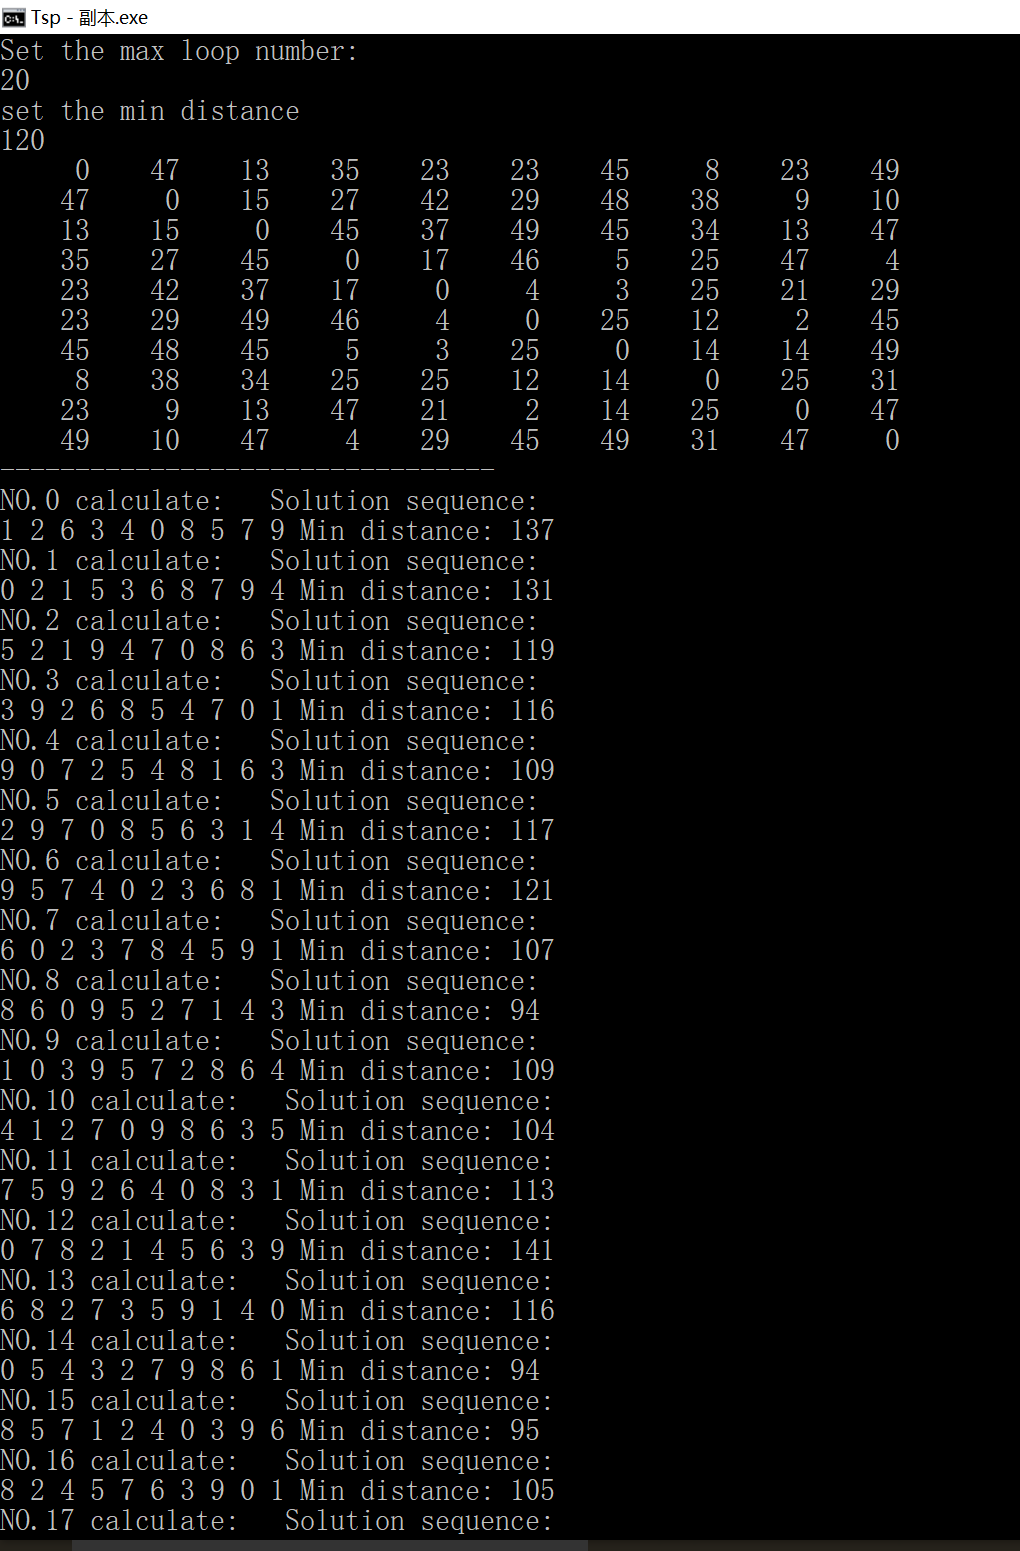 Tsp - 副本.exe
Set the max loop number:
20
set the min distance
120
0 47 13 35 23 23 45 8 23 49
47 0 15 27 42 29 48 38 9 10
13 15 0 45 37 49 45 34 13 47
35 27 45 0 17 46 5 25 47 4
23 42 37 17 0 4 3 25 21 29
23 29 49 46 4 0 25 12 2 45
45 48 45 5 3 25 0 14 14 49
8 38 34 25 25 12 14 0 25 31
23 9 13 47 21 2 14 25 0 47
49 10 47 4 29 45 49 31 47 0
---------------------------------
NO.0 calculate:   Solution sequence:
1 2 6 3 4 0 8 5 7 9 Min distance: 137
NO.1 calculate:   Solution sequence:
0 2 1 5 3 6 8 7 9 4 Min distance: 131
NO.2 calculate:   Solution sequence:
5 2 1 9 4 7 0 8 6 3 Min distance: 119
NO.3 calculate:   Solution sequence:
3 9 2 6 8 5 4 7 0 1 Min distance: 116
NO.4 calculate:   Solution sequence:
9 0 7 2 5 4 8 1 6 3 Min distance: 109
NO.5 calculate:   Solution sequence:
2 9 7 0 8 5 6 3 1 4 Min distance: 117
NO.6 calculate:   Solution sequence:
9 5 7 4 0 2 3 6 8 1 Min distance: 121
NO.7 calculate:   Solution sequence:
6 0 2 3 7 8 4 5 9 1 Min distance: 107
NO.8 calculate:   Solution sequence:
8 6 0 9 5 2 7 1 4 3 Min distance: 94
NO.9 calculate:   Solution sequence:
1 0 3 9 5 7 2 8 6 4 Min distance: 109
NO.10 calculate:   Solution sequence:
4 1 2 7 0 9 8 6 3 5 Min distance: 104
NO.11 calculate:   Solution sequence:
7 5 9 2 6 4 0 8 3 1 Min distance: 113
NO.12 calculate:   Solution sequence:
0 7 8 2 1 4 5 6 3 9 Min distance: 141
NO.13 calculate:   Solution sequence:
6 8 2 7 3 5 9 1 4 0 Min distance: 116
NO.14 calculate:   Solution sequence:
0 5 4 3 2 7 9 8 6 1 Min distance: 94
NO.15 calculate:   Solution sequence:
8 5 7 1 2 4 0 3 9 6 Min distance: 95
NO.16 calculate:   Solution sequence:
8 2 4 5 7 6 3 9 0 1 Min distance: 105
NO.17 calculate:   Solution sequence: